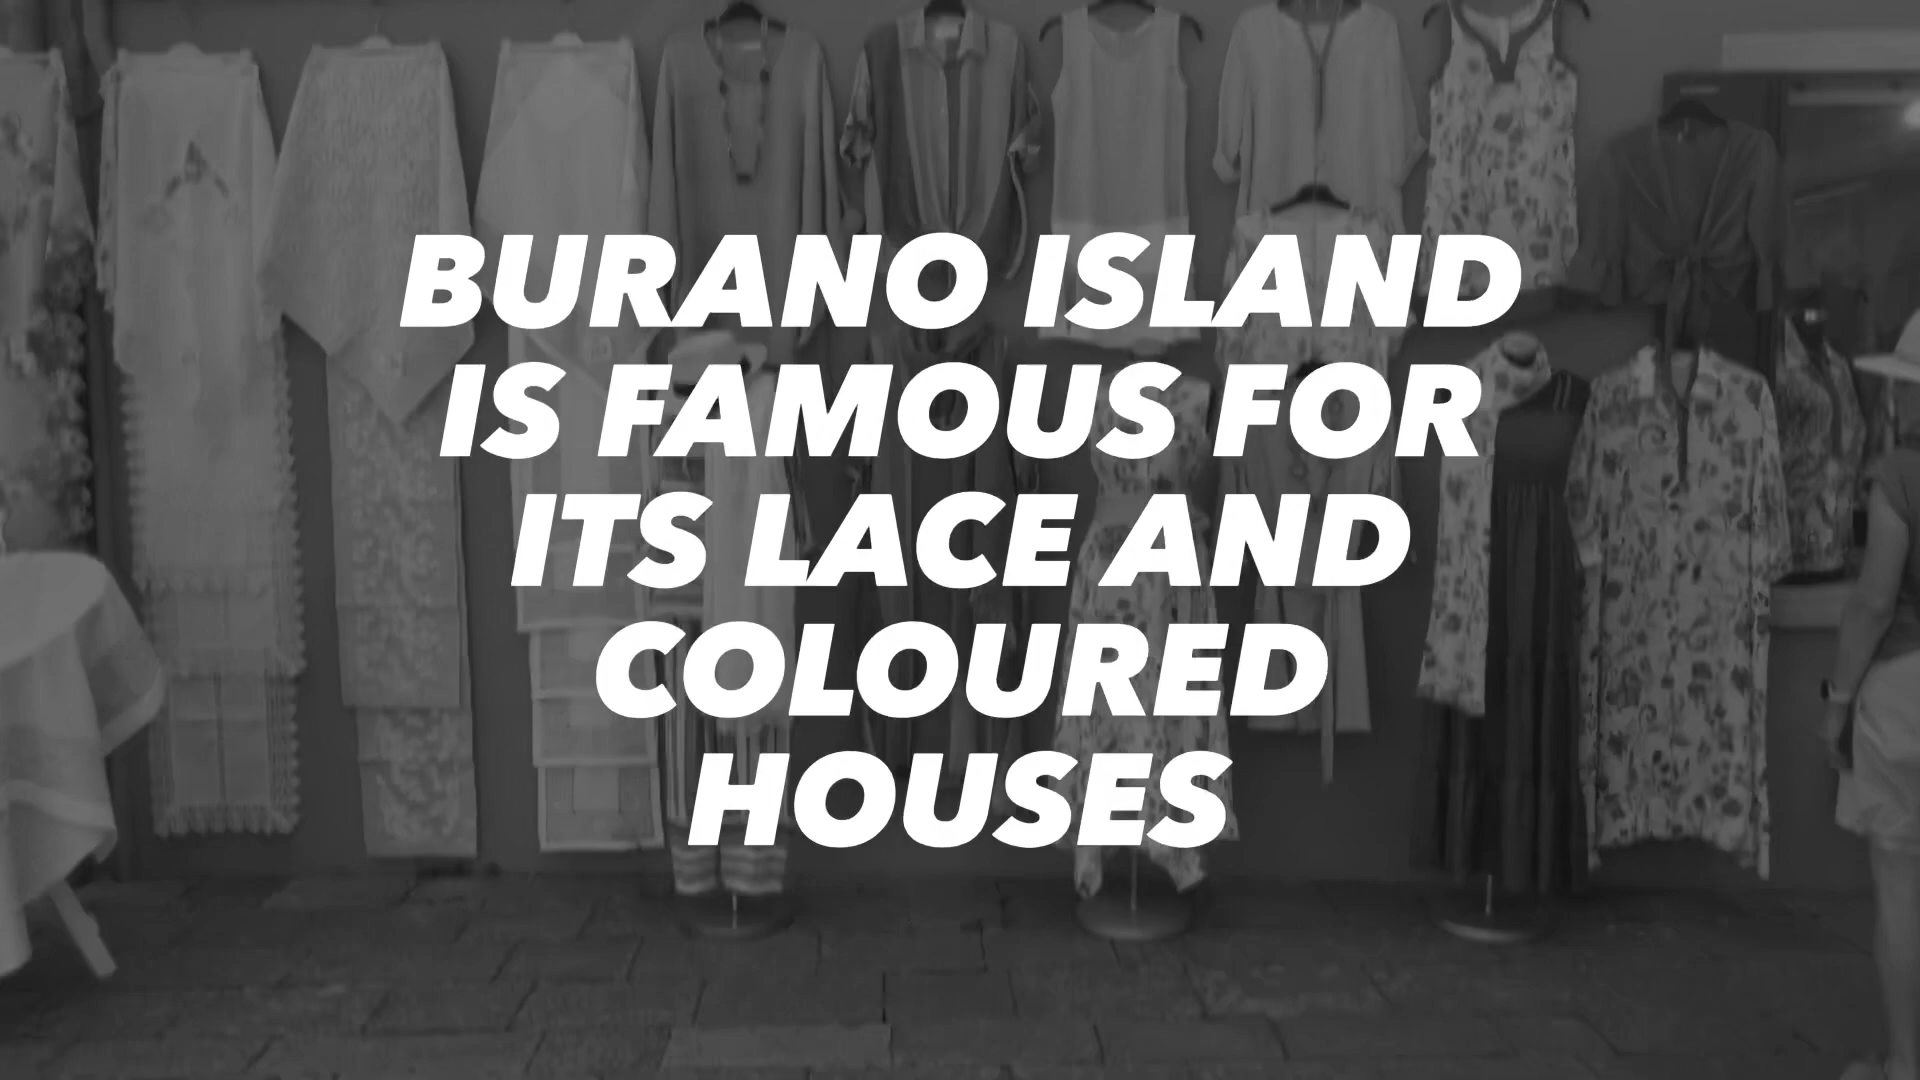 BURANO ISLAND
IS FAMOUS FOR
ITS LACE AND
COLOURED
HOUSES